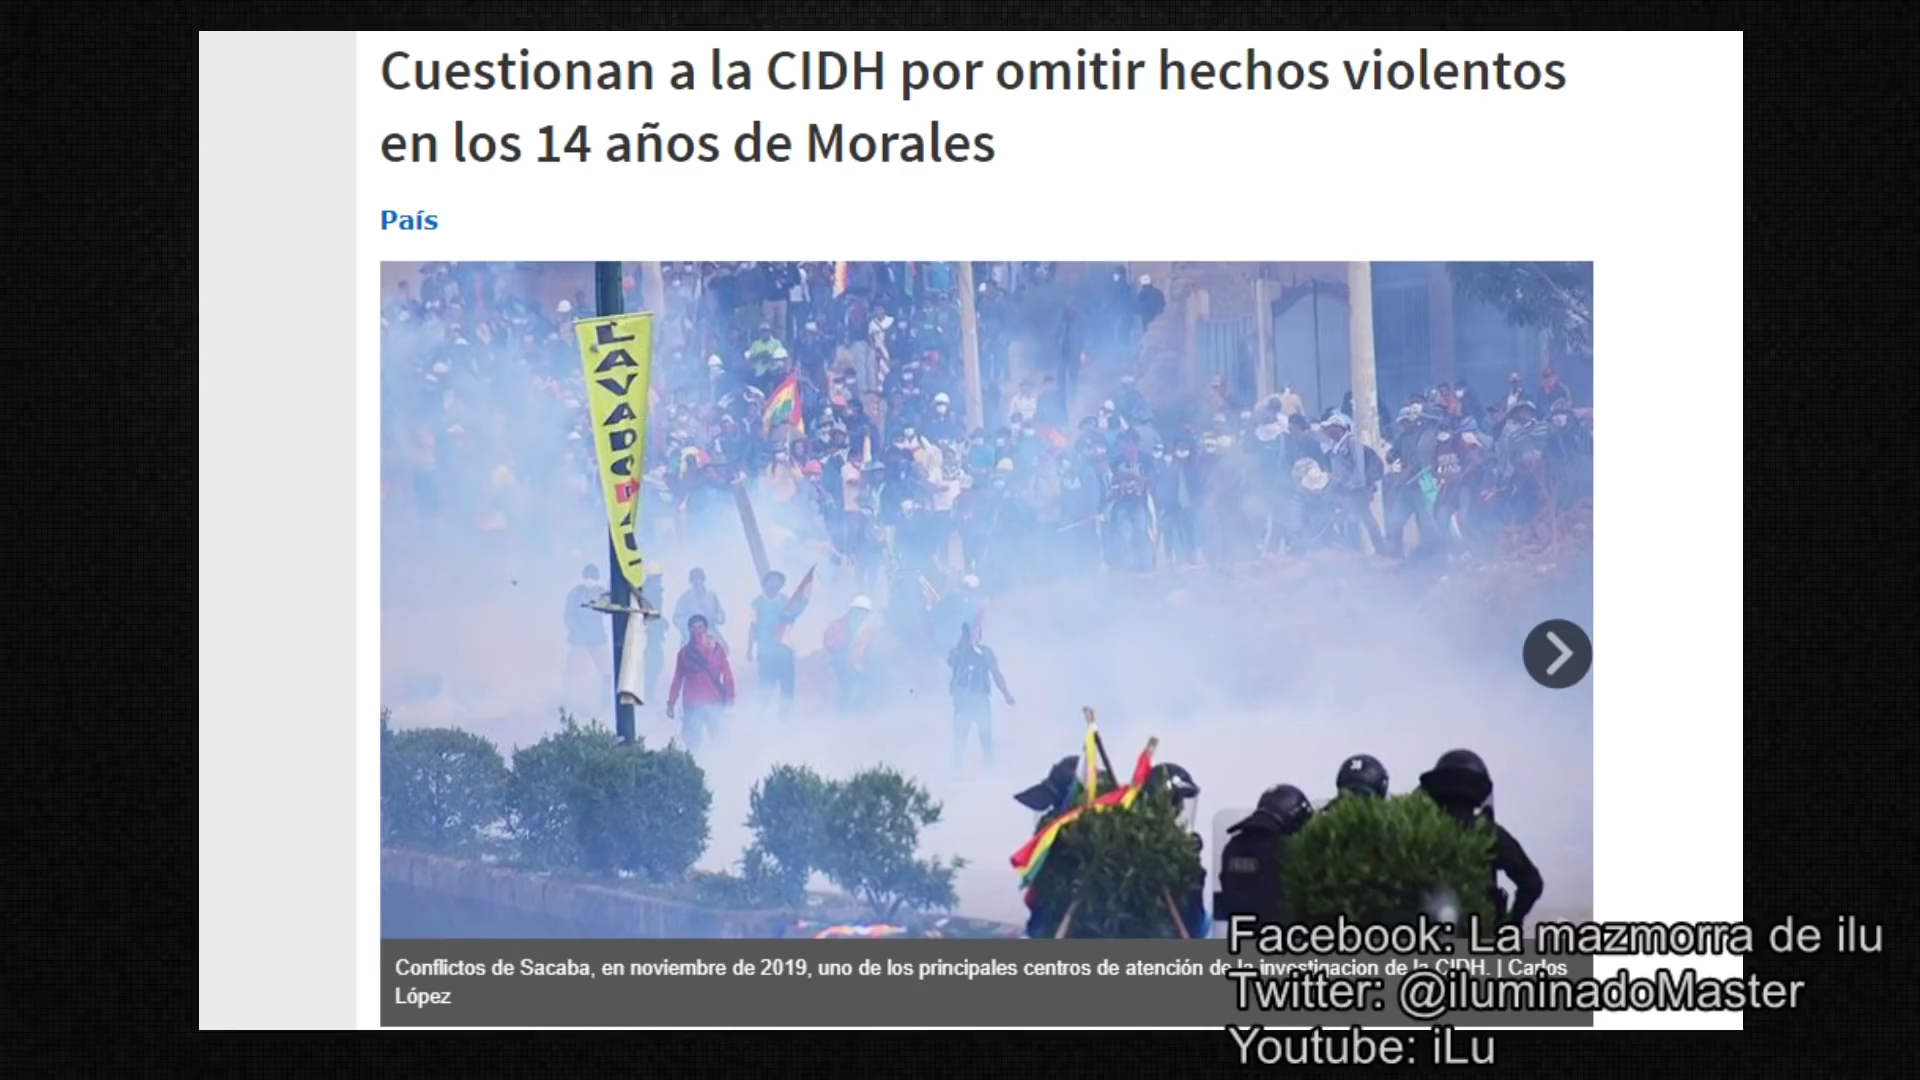 Cuestionan a la CIDH por omitir hechos violentos
en los 14 años de Morales
País
LAVADO
Conflictos de Sacaba, en noviembre de 2019, uno de los principales centros de atención de la investigacion de la CIDH. | Carlos
López
Facebook: La mazmorra de ilu
Twitter: @iluminadoMaster
Youtube: iLu